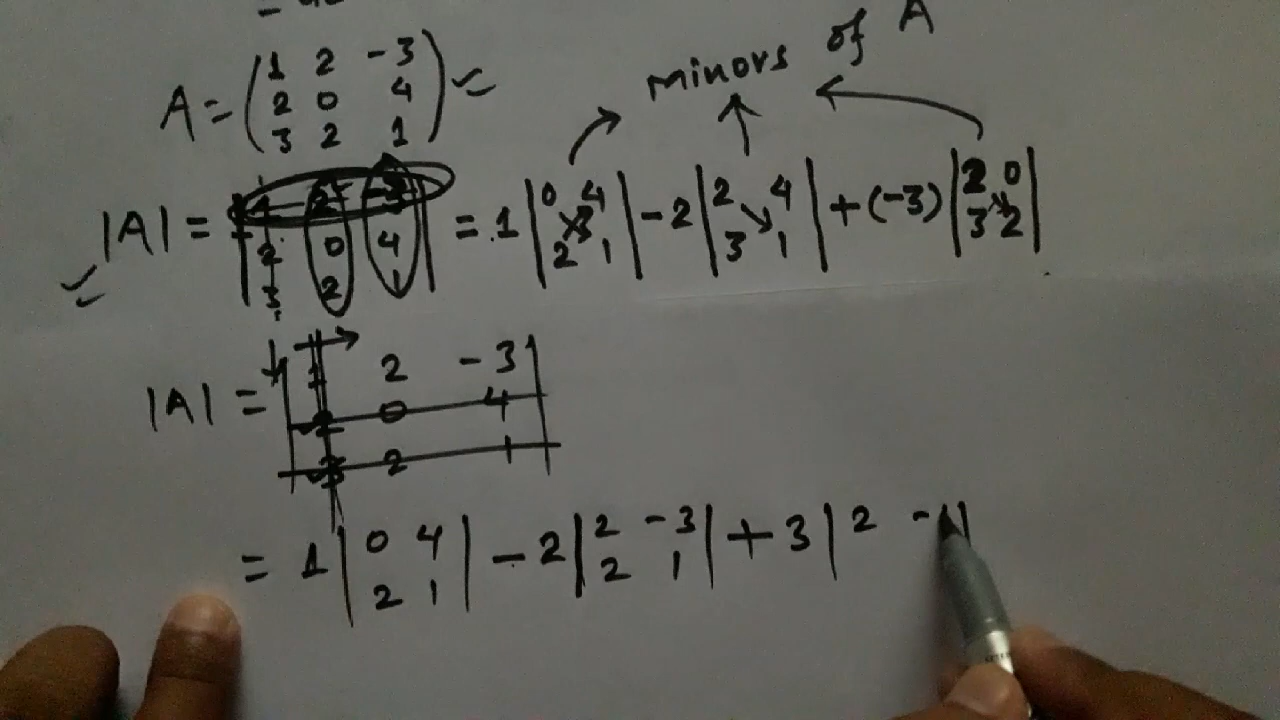 minors of A
A = (1 2 -3
2 0 4
3 2 1)
|A| = |1 2 -3
2 0 4
3 2 1| = 1 |0 4
2 1| - 2 |2 4
3 1| + (-3) |2 0
3 2|
|A| = |1 2 -3
2 0 4
3 2 1|
= 1 |0 4
2 1| - 2 |2 -3
2 1| + 3 |2 -